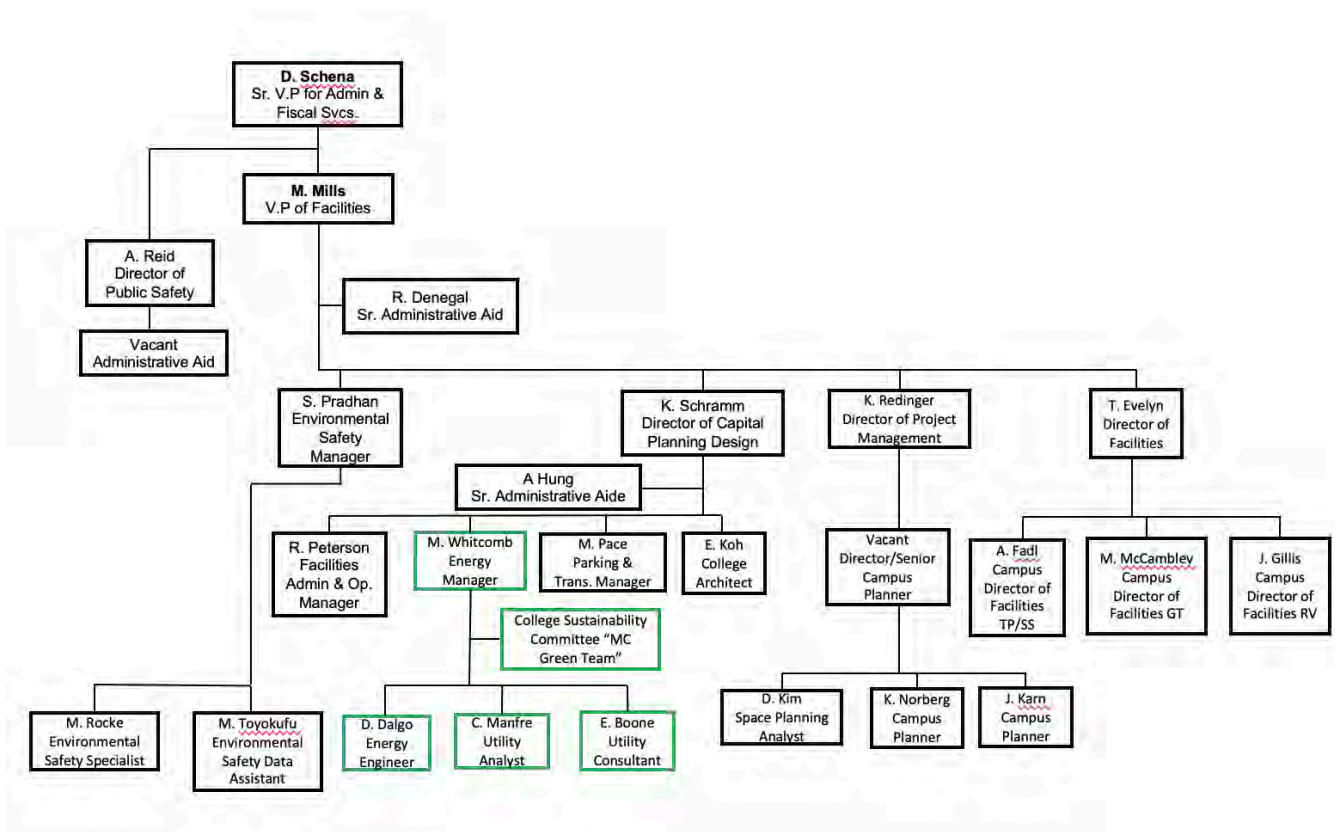 D. Schena
Sr. V.P for Admin &
Fiscal Svcs.
M. Mills
V.P of Facilities
A. Reid
Director of
Public Safety
R. Denegal
Sr. Administrative Aid
Vacant
Administrative Aid
S. Pradhan
Environmental
Safety
Manager
K. Schramm
Director of Capital
Planning Design
K. Redinger
Director of Project
Management
T. Evelyn
Director of
Facilities
A Hung
Sr. Administrative Aide
R. Peterson
Facilities
Admin & Op.
Manager
M. Whitcomb
Energy
Manager
M. Pace
Parking &
Trans. Manager
E. Koh
College
Architect
Vacant
Director/Senior
Campus
Planner
A. Fadl
Campus
Director of
Facilities
TP/SS
M. McCambley
Campus
Director of
Facilities GT
J. Gillis
Campus
Director of
Facilities RV
College Sustainability
Committee “MC
Green Team”
M. Rocke
Environmental
Safety Specialist
M. Toyokufu
Environmental
Safety Data
Assistant
D. Dalgo
Energy
Engineer
C. Manfre
Utility
Analyst
E. Boone
Utility
Consultant
D. Kim
Space Planning
Analyst
K. Norberg
Campus
Planner
J. Karn
Campus
Planner